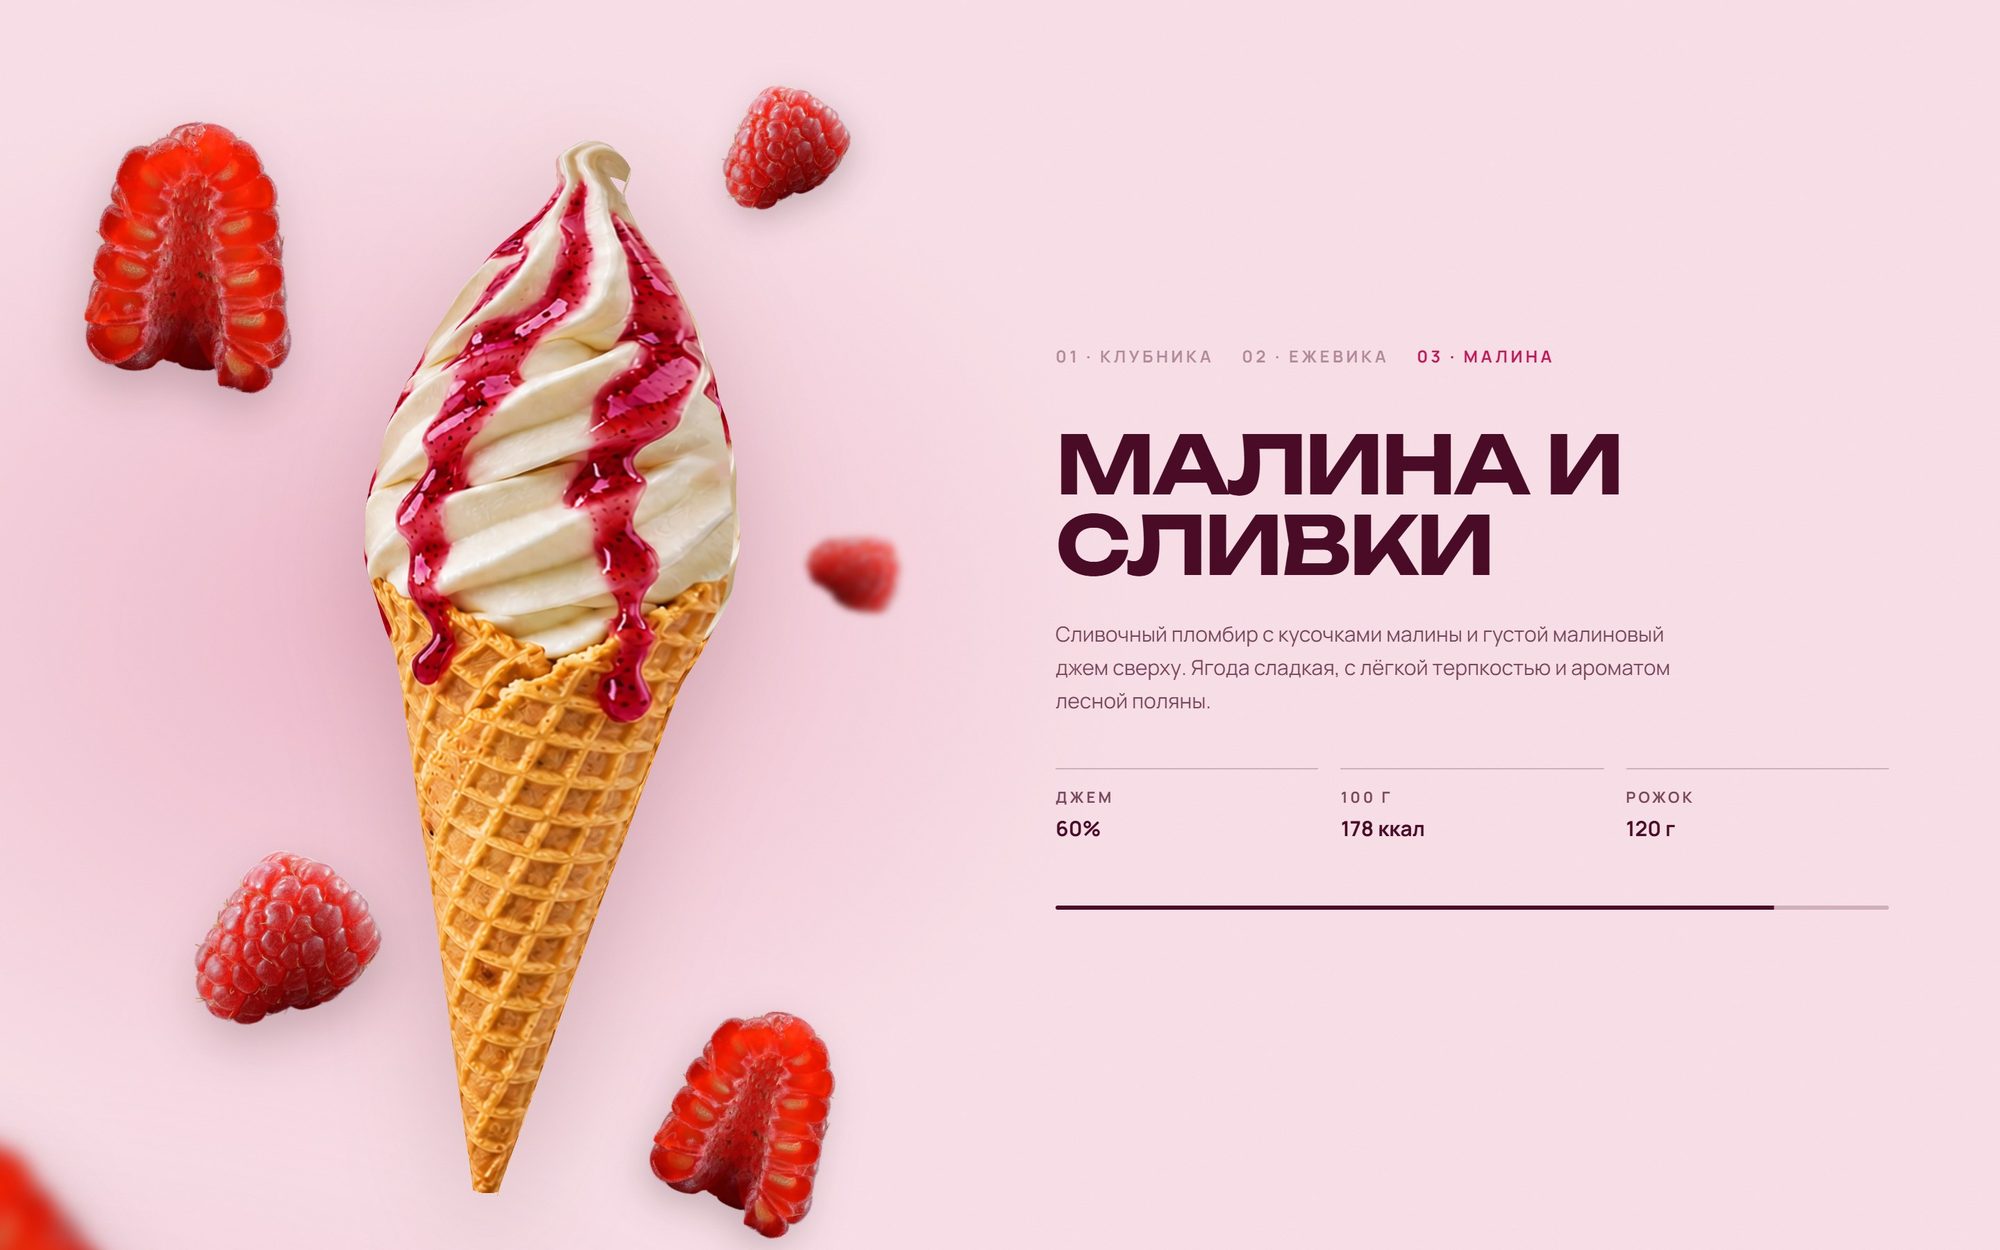 01 · КЛУБНИКА 02 · ЕЖЕВИКА 03 · МАЛИНА
МАЛИНА И
СЛИВКИ
Сливочный пломбир с кусочками малины и густой малиновый
джем сверху. Ягода сладкая, с лёгкой терпкостью и ароматом
лесной поляны.
ДЖЕМ 100 Г РОЖОК
60% 178 ккал 120 г